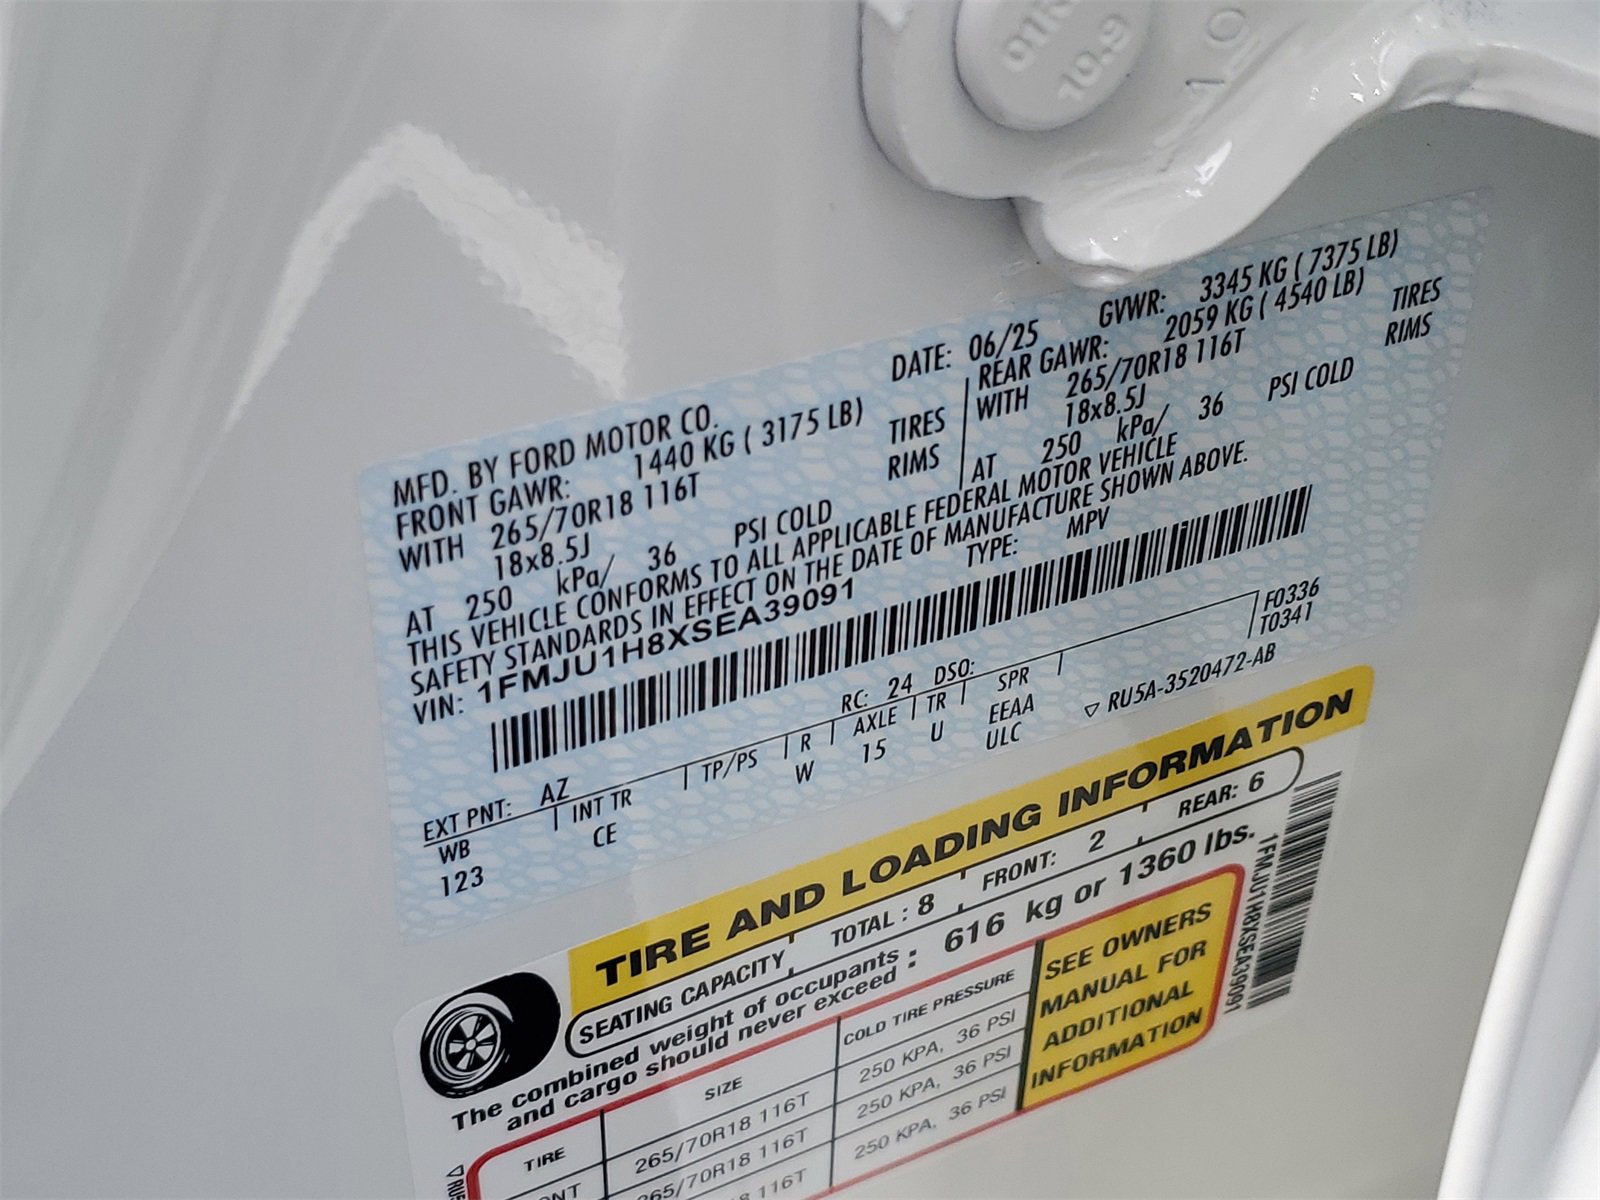 10.9
DATE: 06/25 GVWR: 3345 KG ( 7375 LB)
MFD. BY FORD MOTOR CO.
FRONT GAWR: 1440 KG ( 3175 LB)
WITH 265/70R18 116T TIRES
18x8.5J RIMS
AT 250 kPa/ 36 PSI COLD
REAR GAWR: 2059 KG ( 4540 LB)
WITH 265/70R18 116T TIRES
18x8.5J RIMS
AT 250 kPa/ 36 PSI COLD
THIS VEHICLE CONFORMS TO ALL APPLICABLE FEDERAL MOTOR VEHICLE
SAFETY STANDARDS IN EFFECT ON THE DATE OF MANUFACTURE SHOWN ABOVE.
VIN: 1FMJU1H8XSEA39091 TYPE: MPV
F0336
T0341
EXT PNT: AZ RC: 24 DSO:
WB INT TR TP/PS R AXLE TR SPR
123 CE W 15 U EEAA
ULC
▽ RU5A-3520472-AB
TIRE AND LOADING INFORMATION
SEATING CAPACITY TOTAL : 8 FRONT: 2 REAR: 6
The combined weight of occupants
and cargo should never exceed : 616 kg or 1360 lbs.
TIRE SIZE COLD TIRE PRESSURE
265/70R18 116T 250 KPA, 36 PSI
265/70R18 116T 250 KPA, 36 PSI
116T 250 KPA, 36 PSI
SEE OWNERS
MANUAL FOR
ADDITIONAL
INFORMATION
1FMJU1H8XSEA39091